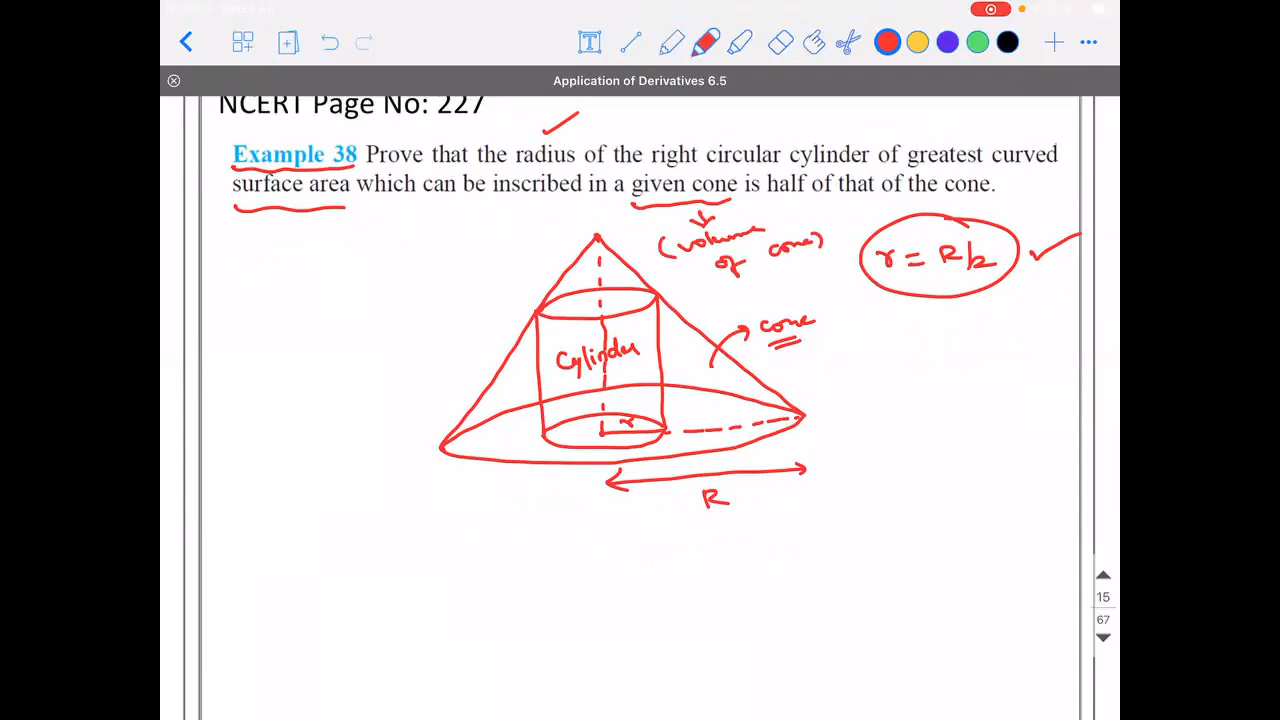 Application of Derivatives 6.5
NCERT Page No: 227
Example 38 Prove that the radius of the right circular cylinder of greatest curved
surface area which can be inscribed in a given cone is half of that of the cone.
(volume
of cone)
r = R/2
cone
Cylinder
r
R
15
67